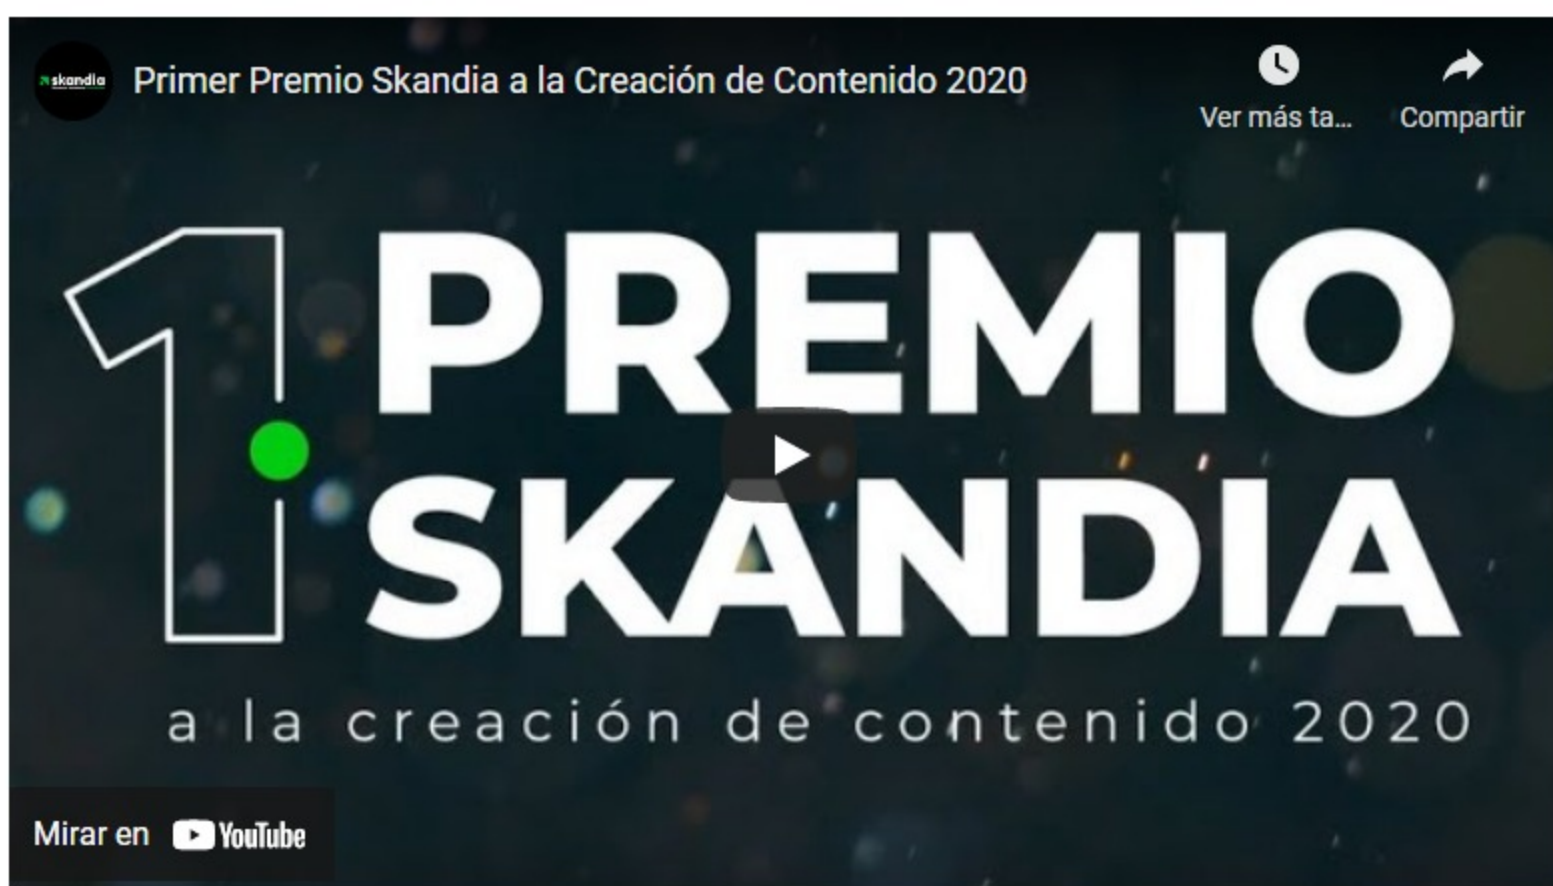 skandia
Primer Premio Skandia a la Creación de Contenido 2020
Ver más ta...
Compartir
1
PREMIO
SKANDIA
a la creación de contenido 2020
Mirar en YouTube